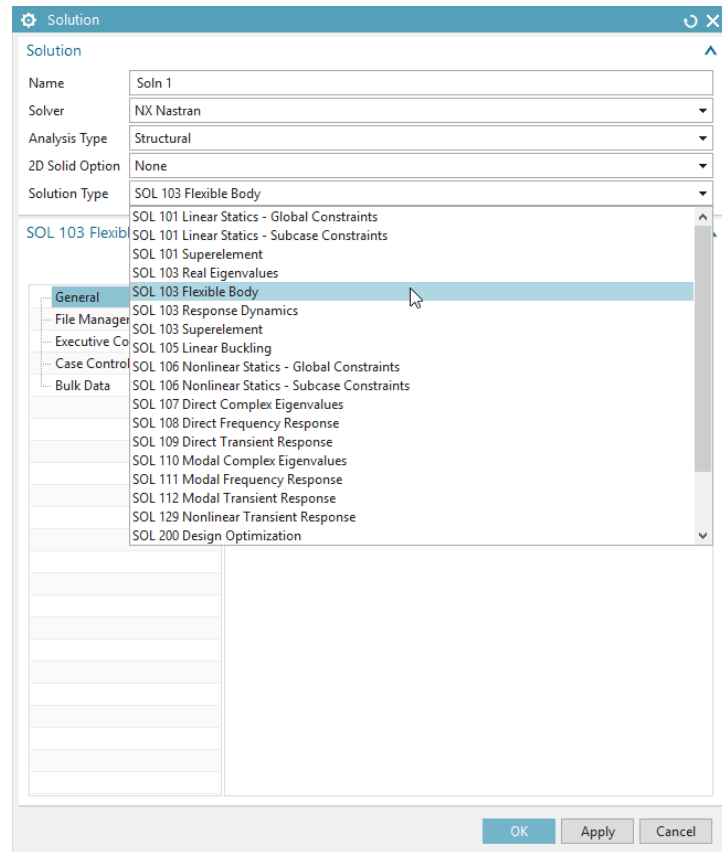 Solution
Solution
Name Soln 1
Solver NX Nastran
Analysis Type Structural
2D Solid Option None
Solution Type SOL 103 Flexible Body
SOL 101 Linear Statics - Global Constraints
SOL 103 Flexibl SOL 101 Linear Statics - Subcase Constraints
SOL 101 Superelement
SOL 103 Real Eigenvalues
General SOL 103 Flexible Body
File Manager SOL 103 Response Dynamics
SOL 103 Superelement
Executive Co SOL 105 Linear Buckling
Case Control SOL 106 Nonlinear Statics - Global Constraints
Bulk Data SOL 106 Nonlinear Statics - Subcase Constraints
SOL 107 Direct Complex Eigenvalues
SOL 108 Direct Frequency Response
SOL 109 Direct Transient Response
SOL 110 Modal Complex Eigenvalues
SOL 111 Modal Frequency Response
SOL 112 Modal Transient Response
SOL 129 Nonlinear Transient Response
SOL 200 Design Optimization
OK Apply Cancel